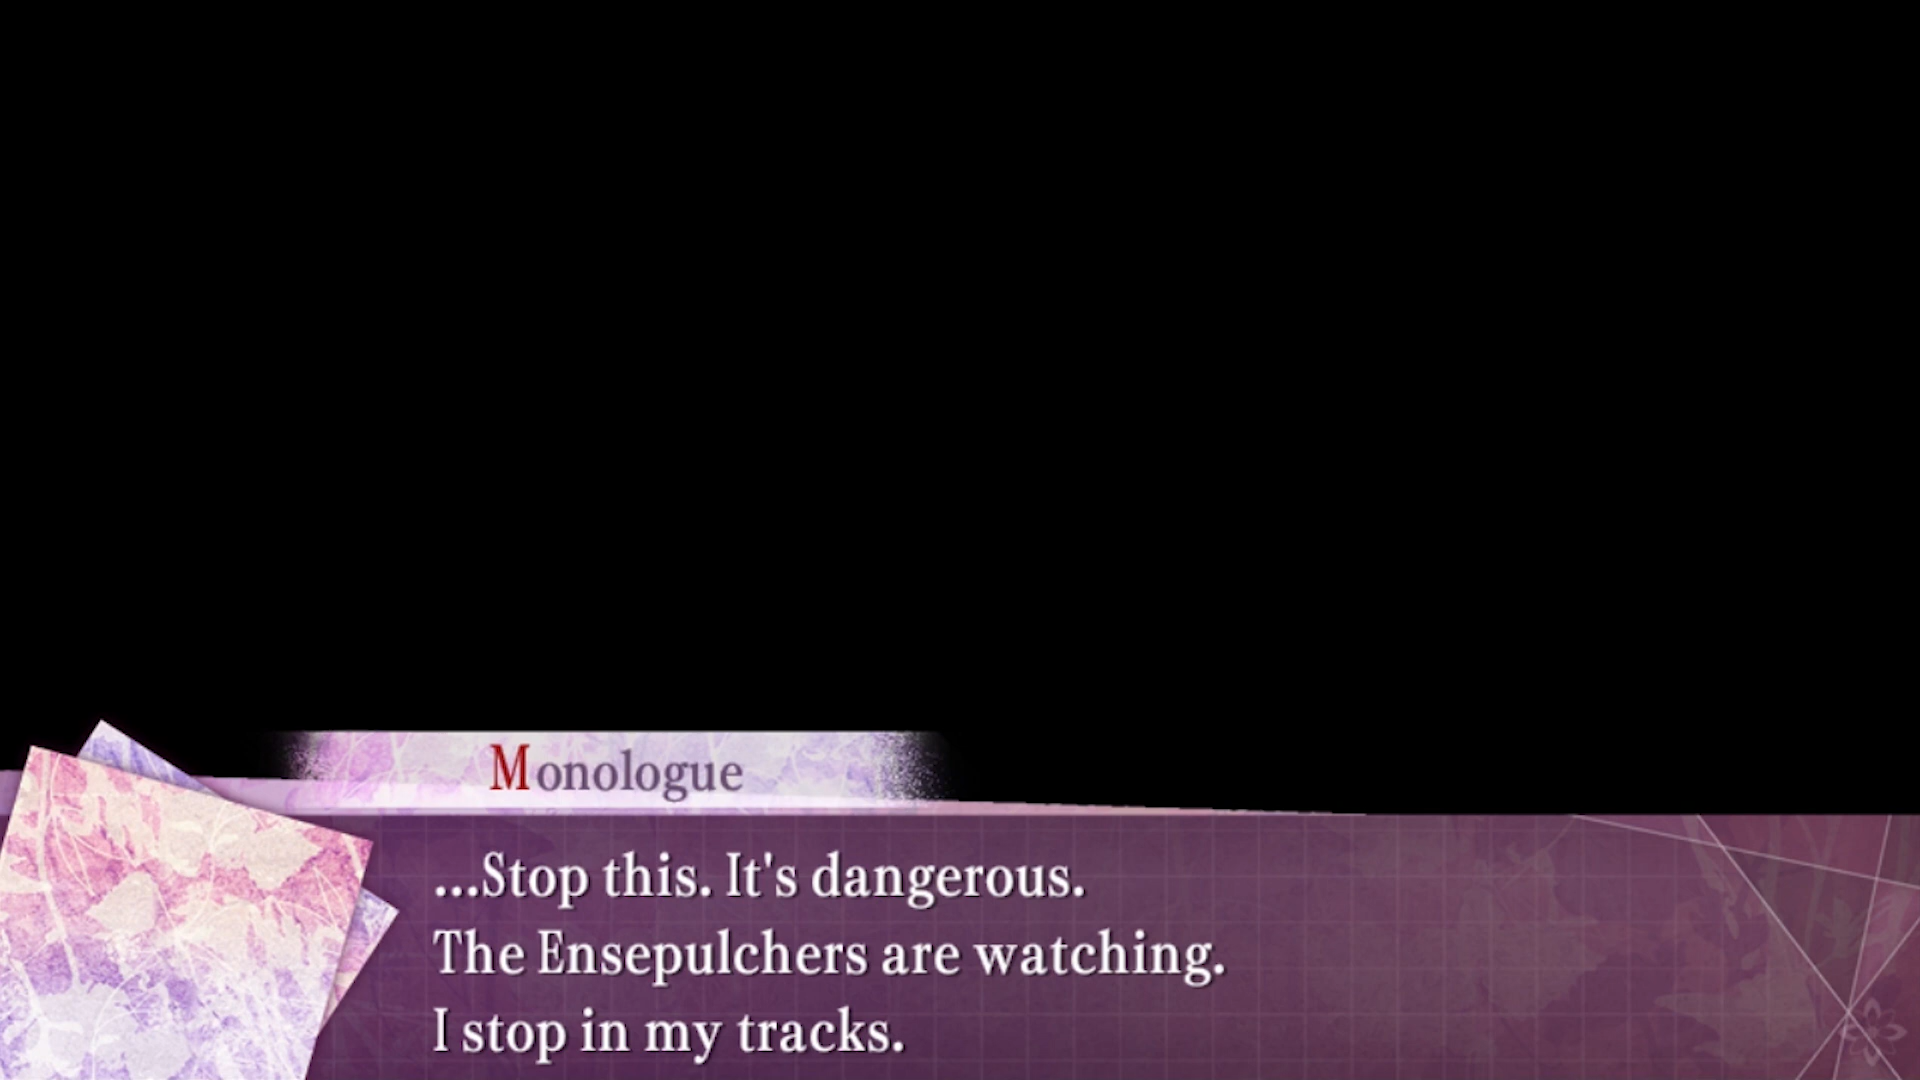 Monologue
...Stop this. It's dangerous.
The Ensepulchers are watching.
I stop in my tracks.